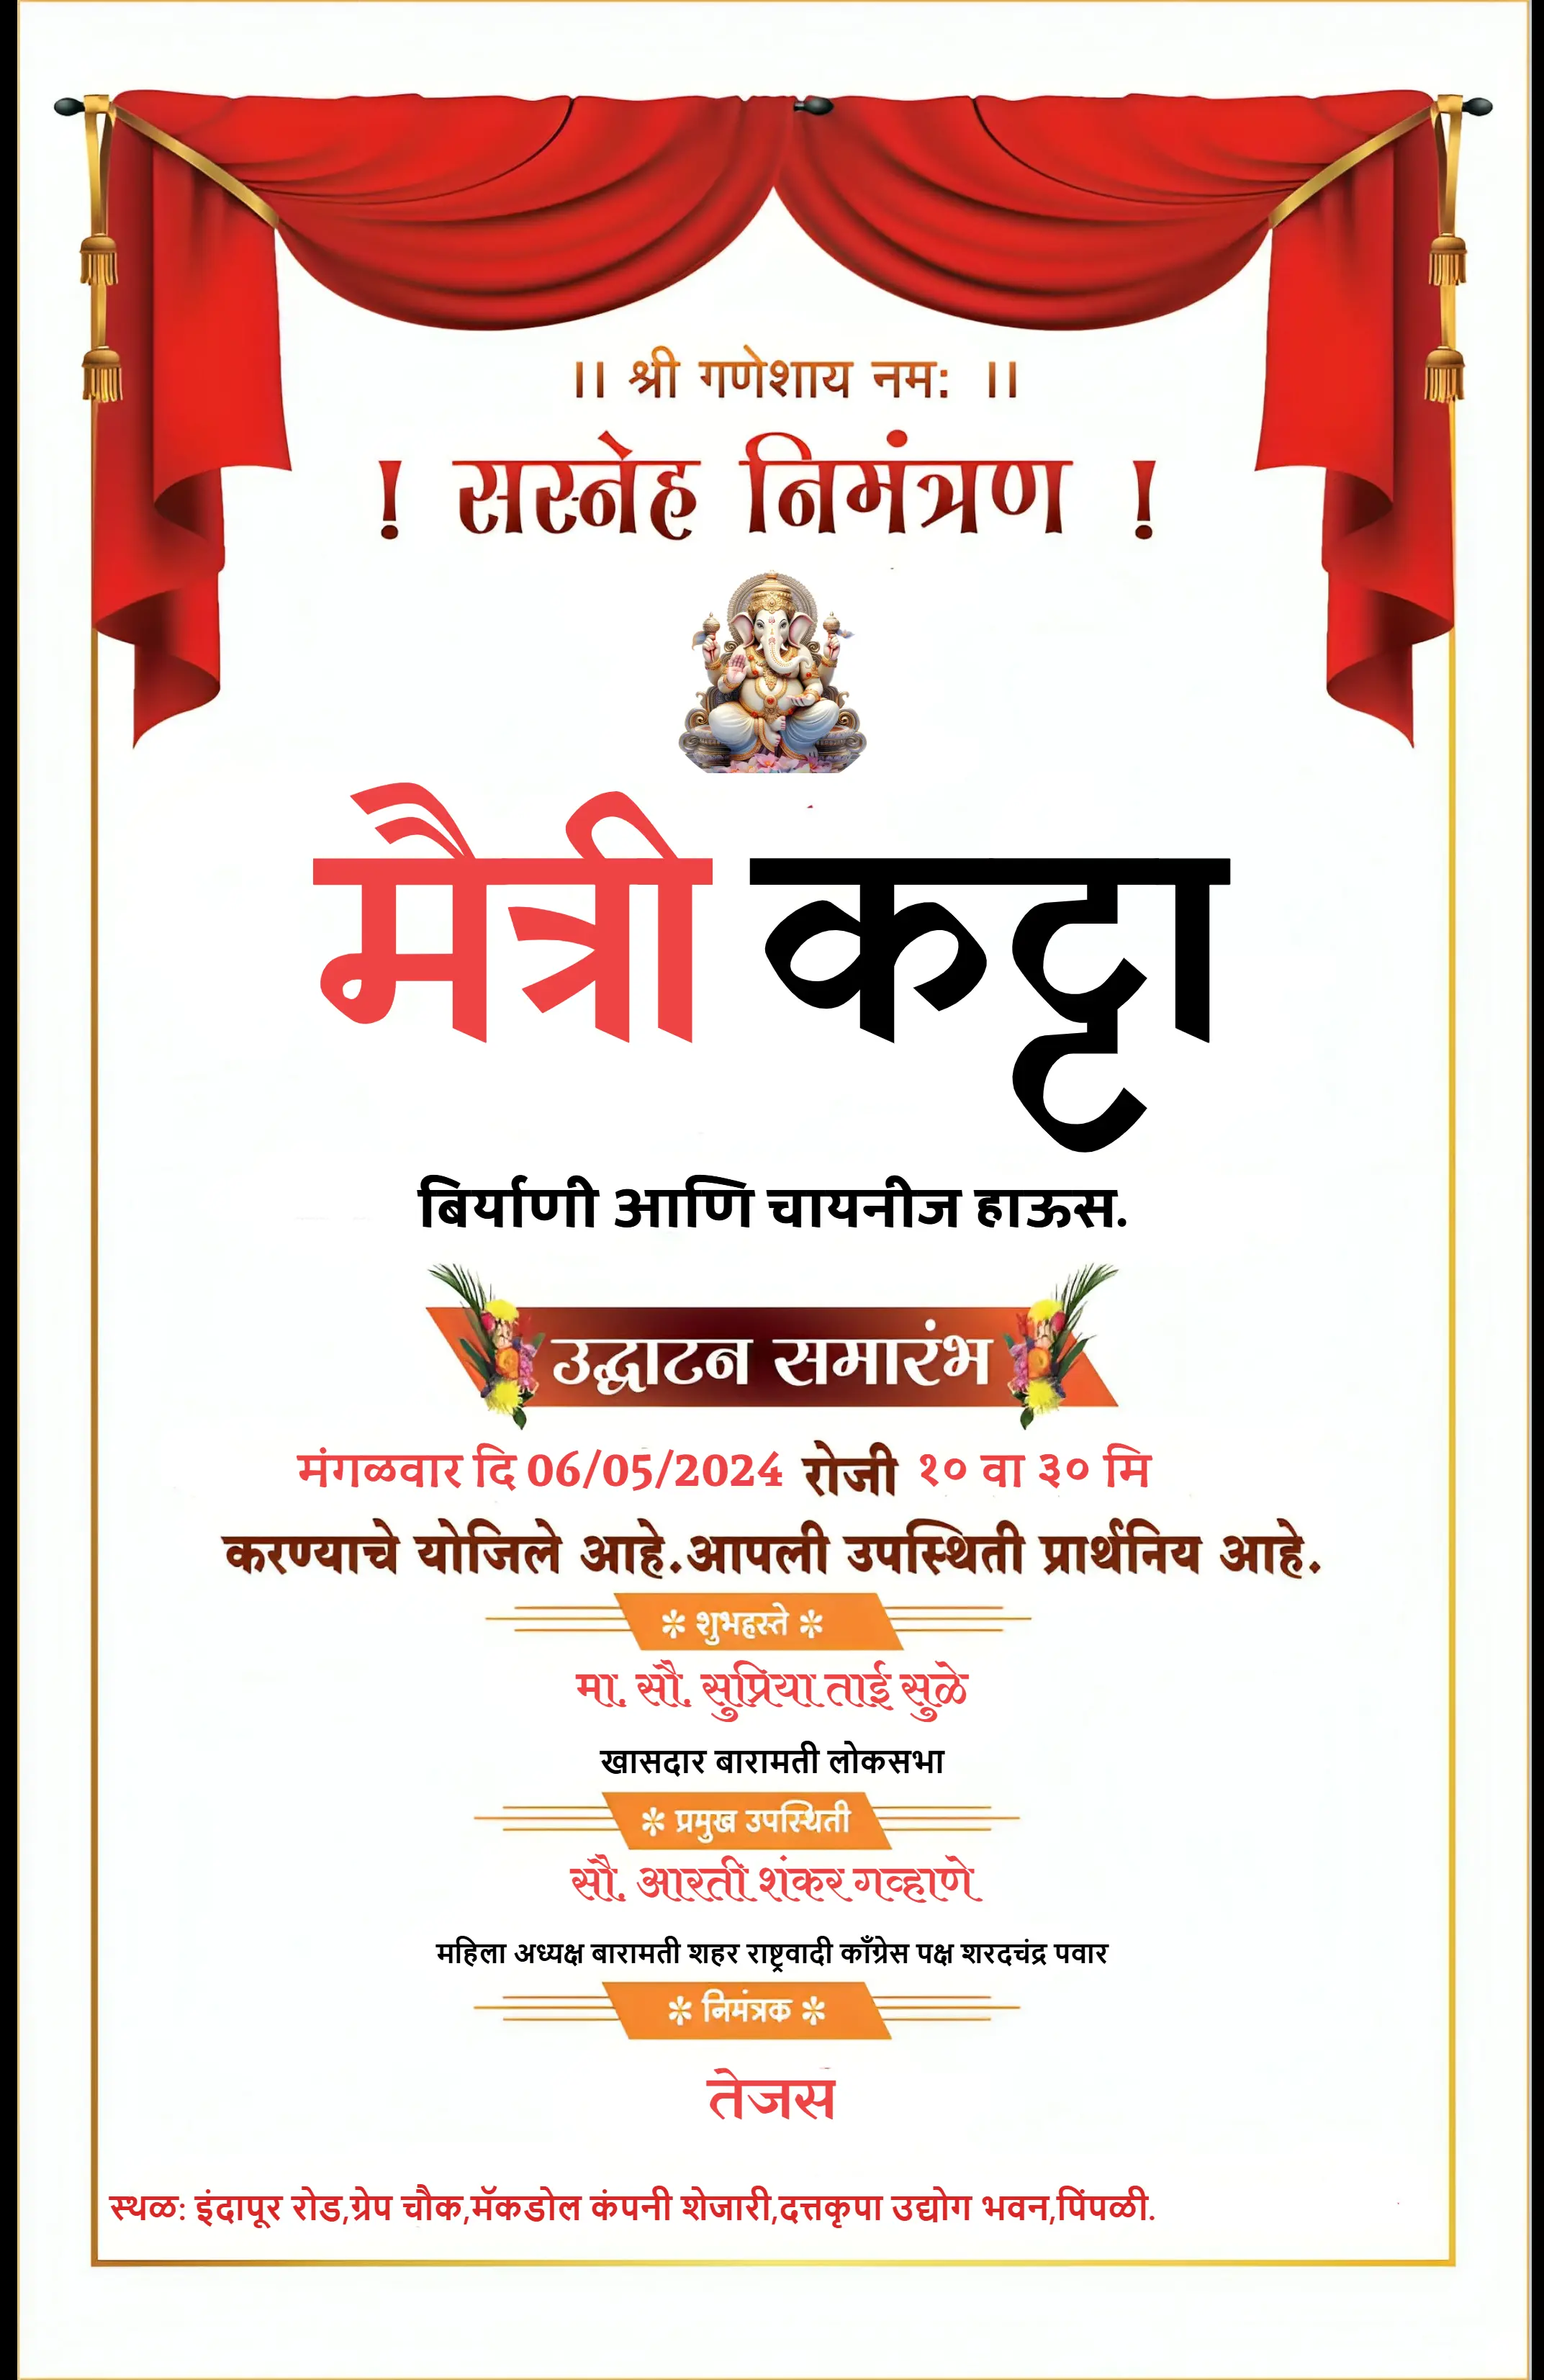 ।। श्री गणेशाय नम: ।।
! सस्नेह निमंत्रण !
मैत्री कट्टा
बिर्याणी आणि चायनीज हाऊस.
उद्घाटन समारंभ
मंगळवार दि 06/05/2024 रोजी १० वा ३० मि
करण्याचे योजिले आहे.आपली उपस्थिती प्रार्थनिय आहे.
* शुभहस्ते *
मा. सौ. सुप्रिया ताई सुळे
खासदार बारामती लोकसभा
* प्रमुख उपस्थिती
सौ. आरती शंकर गव्हाणे
महिला अध्यक्ष बारामती शहर राष्ट्रवादी काँग्रेस पक्ष शरदचंद्र पवार
* निमंत्रक *
तेजस
स्थळ: इंदापूर रोड,ग्रेप चौक,मॅकडोल कंपनी शेजारी,दत्तकृपा उद्योग भवन,पिंपळी.